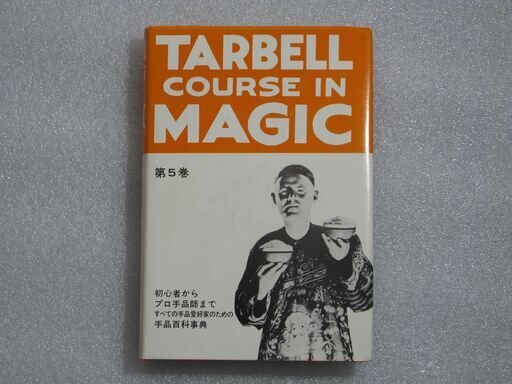 TARBELL
COURSE IN
MAGIC
第5巻
初心者から
プロ手品師まで
すべての手品愛好家のための
手品百科事典